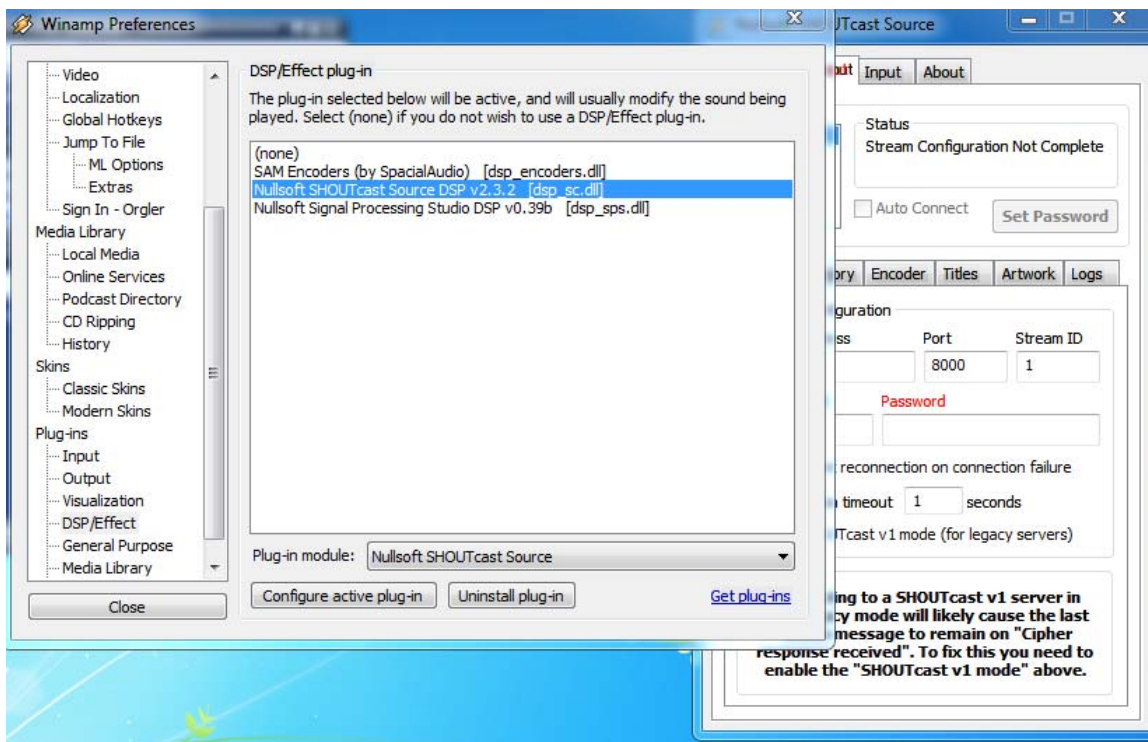 Winamp Preferences
Video
Localization
Global Hotkeys
Jump To File
ML Options
Extras
Sign In - Orgler
Media Library
Local Media
Online Services
Podcast Directory
CD Ripping
History
Skins
Classic Skins
Modern Skins
Plug-ins
Input
Output
Visualization
DSP/Effect
General Purpose
Media Library
Close
DSP/Effect plug-in
The plug-in selected below will be active, and will usually modify the sound being
played. Select (none) if you do not wish to use a DSP/Effect plug-in.
(none)
SAM Encoders (by SpacialAudio) [dsp_encoders.dll]
Nullsoft SHOUTcast Source DSP v2.3.2 [dsp_sc.dll]
Nullsoft Signal Processing Studio DSP v0.39b [dsp_sps.dll]
Plug-in module: Nullsoft SHOUTcast Source
Configure active plug-in Uninstall plug-in Get plug-ins
UTcast Source
Input About
Status
Stream Configuration Not Complete
Auto Connect Set Password
ory Encoder Titles Artwork Logs
guration
ss Port Stream ID
8000 1
Password
reconnection on connection failure
timeout 1 seconds
Tcast v1 mode (for legacy servers)
ing to a SHOUTcast v1 server in
cy mode will likely cause the last
message to remain on "Cipher
response received". To fix this you need to
enable the "SHOUTcast v1 mode" above.